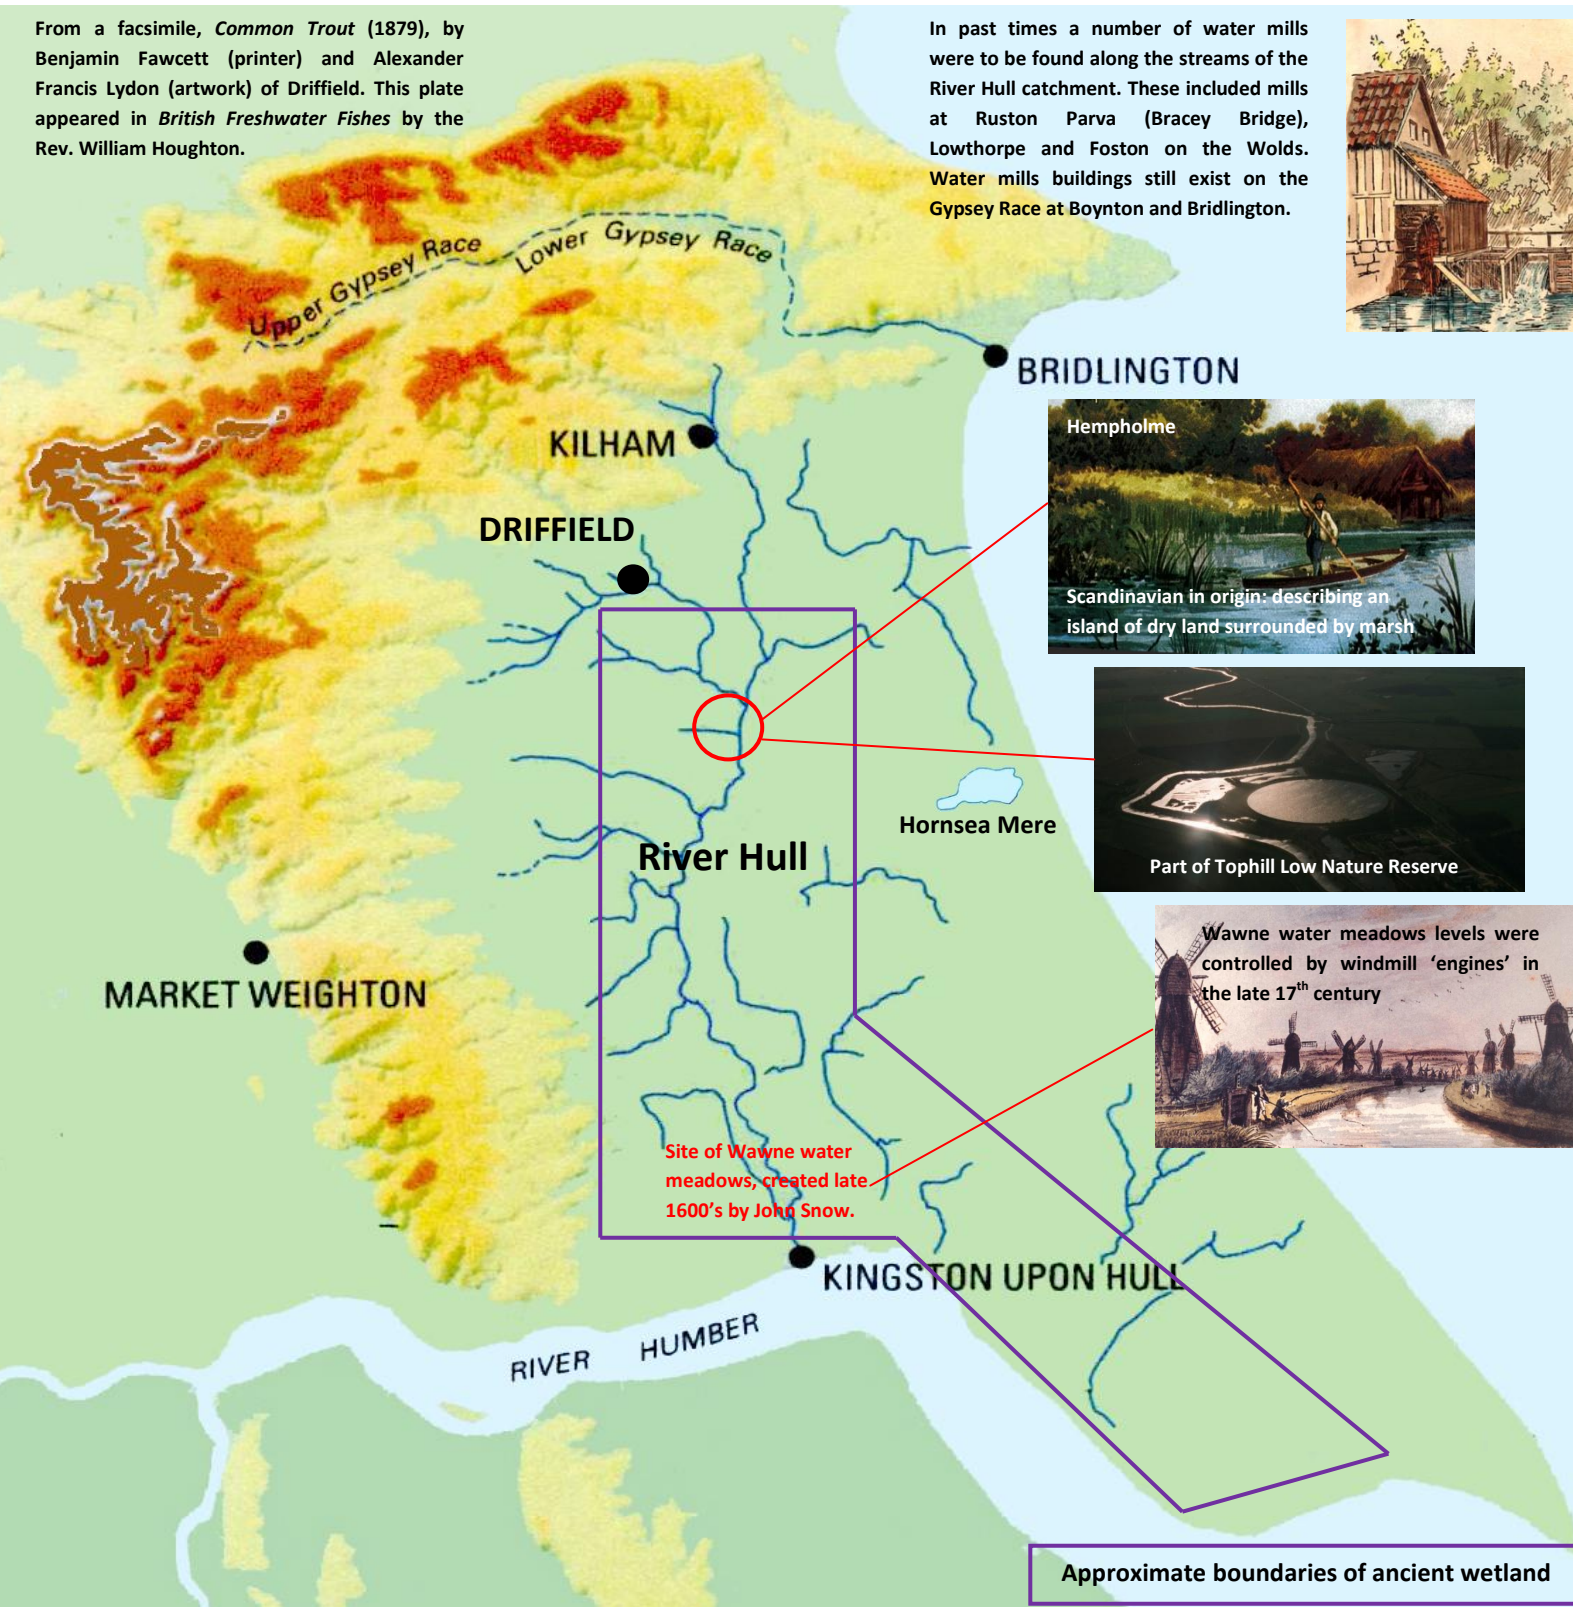 From a facsimile, Common Trout (1879), by
Benjamin Fawcett (printer) and Alexander
Francis Lydon (artwork) of Driffield. This plate
appeared in British Freshwater Fishes by the
Rev. William Houghton.
In past times a number of water mills
were to be found along the streams of the
River Hull catchment. These included mills
at Ruston Parva (Bracey Bridge),
Lowthorpe and Foston on the Wolds.
Water mills buildings still exist on the
Gypsey Race at Boynton and Bridlington.
Upper Gypsey Race
Lower Gypsey Race
BRIDLINGTON
KILHAM
Hempholme
DRIFFIELD
Scandinavian in origin: describing an
island of dry land surrounded by marsh
Hornsea Mere
River Hull
Part of Tophill Low Nature Reserve
Wawne water meadows levels were
controlled by windmill ‘engines’ in
the late 17th century
MARKET WEIGHTON
Site of Wawne water
meadows, created late
1600’s by John Snow.
KINGSTON UPON HULL
RIVER HUMBER
Approximate boundaries of ancient wetland